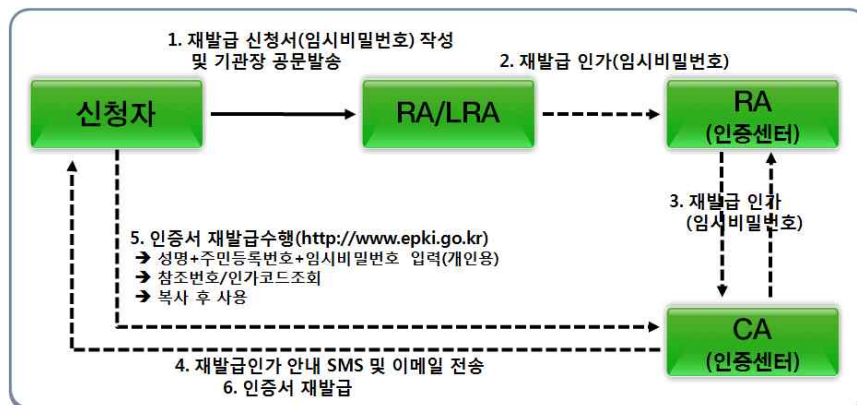 1. 재발급 신청서(임시비밀번호) 작성
및 기관장 공문발송
2. 재발급 인가(임시비밀번호)
신청자
RA/LRA
RA
(인증센터)
3. 재발급 인가
(임시비밀번호)
5. 인증서 재발급수행(http://www.epki.go.kr)
➔ 성명+주민등록번호+임시비밀번호 입력(개인용)
➔ 참조번호/인가코드조회
➔ 복사 후 사용
CA
(인증센터)
4. 재발급인가 안내 SMS 및 이메일 전송
6. 인증서 재발급